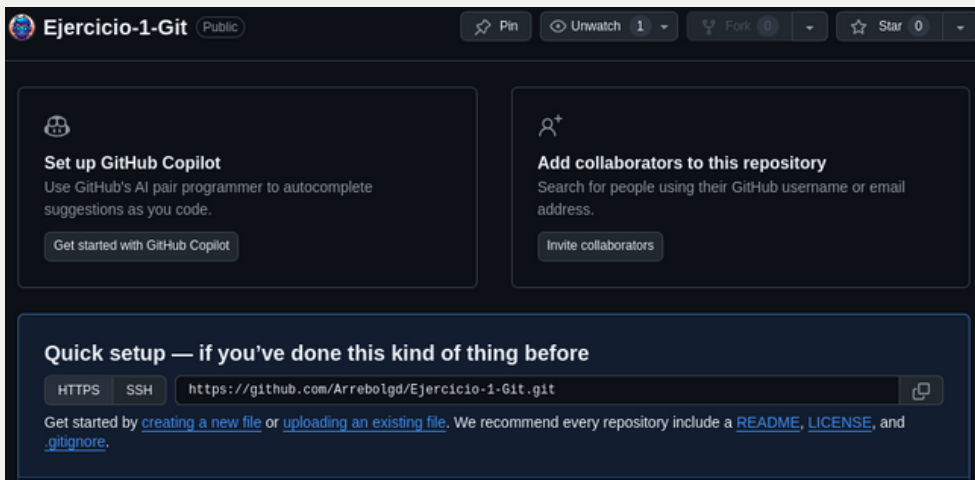 Ejercicio-1-Git Public Pin Unwatch 1 Fork 0 Star 0
Set up GitHub Copilot
Use GitHub's AI pair programmer to autocomplete
suggestions as you code.
Get started with GitHub Copilot
Add collaborators to this repository
Search for people using their GitHub username or email
address.
Invite collaborators
Quick setup — if you've done this kind of thing before
HTTPS SSH https://github.com/Arrebolgd/Ejercicio-1-Git.git
Get started by creating a new file or uploading an existing file. We recommend every repository include a README, LICENSE, and
.gitignore.